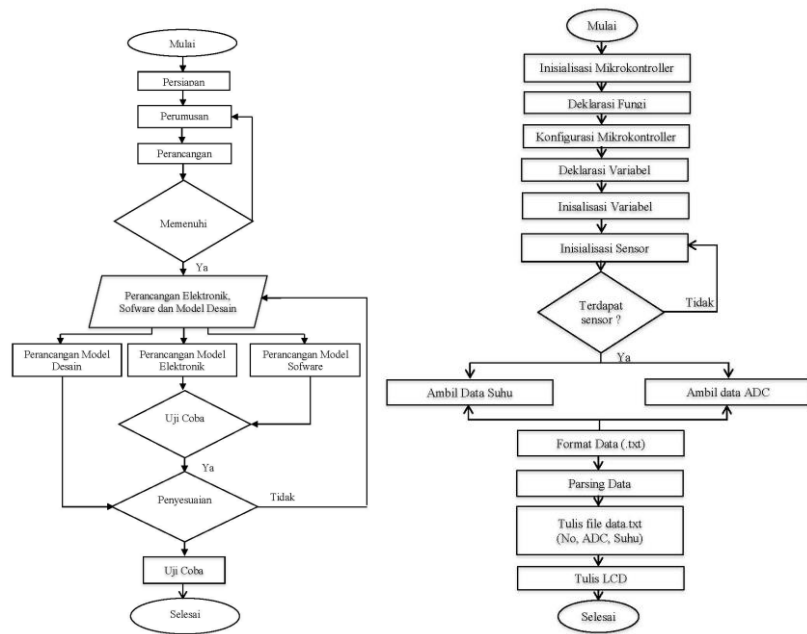 Mulai
Persiapan
Perumusan
Perancangan
Memenuhi
Ya
Perancangan Elektronik,
Sofware dan Model Desain
Perancangan Model
Desain
Perancangan Model
Elektronik
Perancangan Model
Sofware
Uji Coba
Ya
Penyesuaian
Tidak
Uji Coba
Selesai
Mulai
Inisialisasi Mikrokontroller
Deklarasi Fungi
Konfigurasi Mikrokontroller
Deklarasi Variabel
Inisalisasi Variabel
Inisialisasi Sensor
Terdapat
sensor ?
Tidak
Ya
Ambil Data Suhu
Ambil data ADC
Format Data (.txt)
Parsing Data
Tulis file data.txt
(No, ADC, Suhu)
Tulis LCD
Selesai